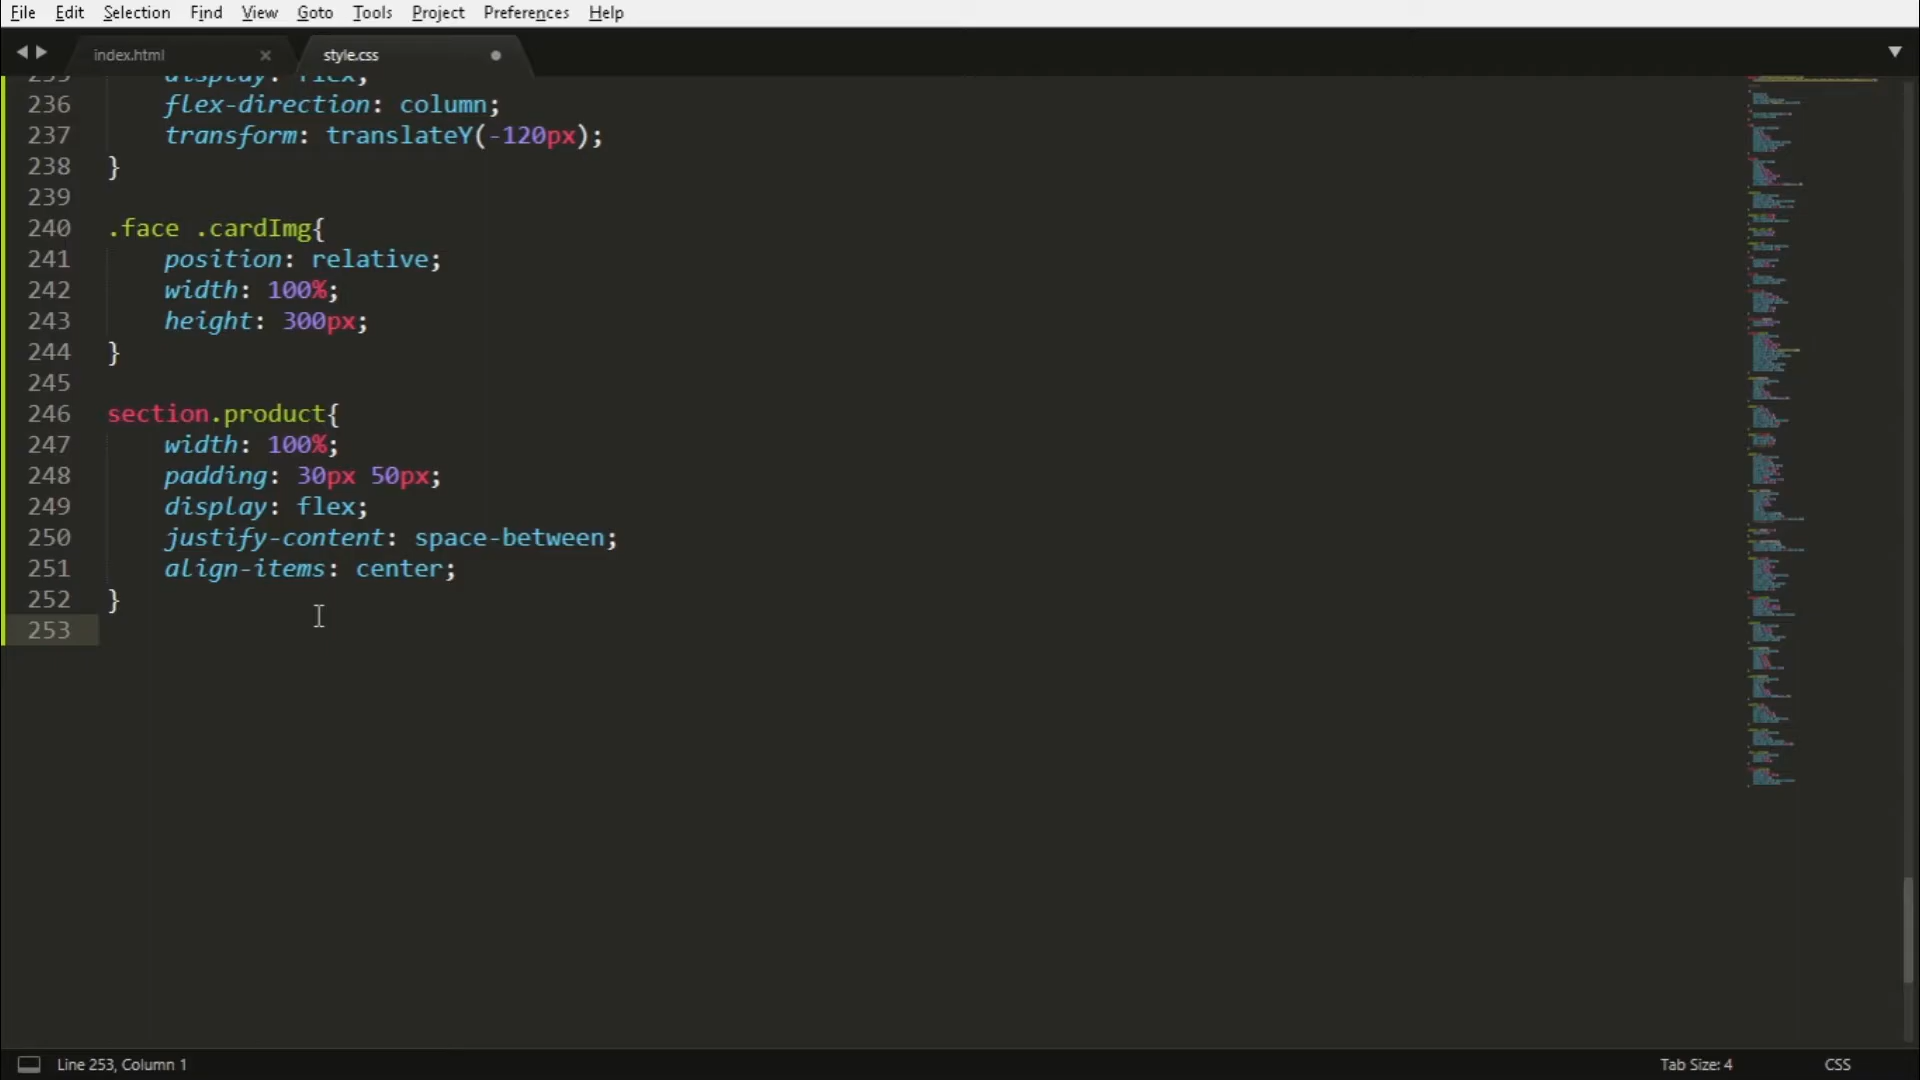 File Edit Selection Find View Goto Tools Project Preferences Help
index.html × style.css
235 display: flex;
236 flex-direction: column;
237 transform: translateY(-120px);
238 }
239
240 .face .cardImg{
241 position: relative;
242 width: 100%;
243 height: 300px;
244 }
245
246 section.product{
247 width: 100%;
248 padding: 30px 50px;
249 display: flex;
250 justify-content: space-between;
251 align-items: center;
252 }
253
Line 253, Column 1 Tab Size: 4 CSS